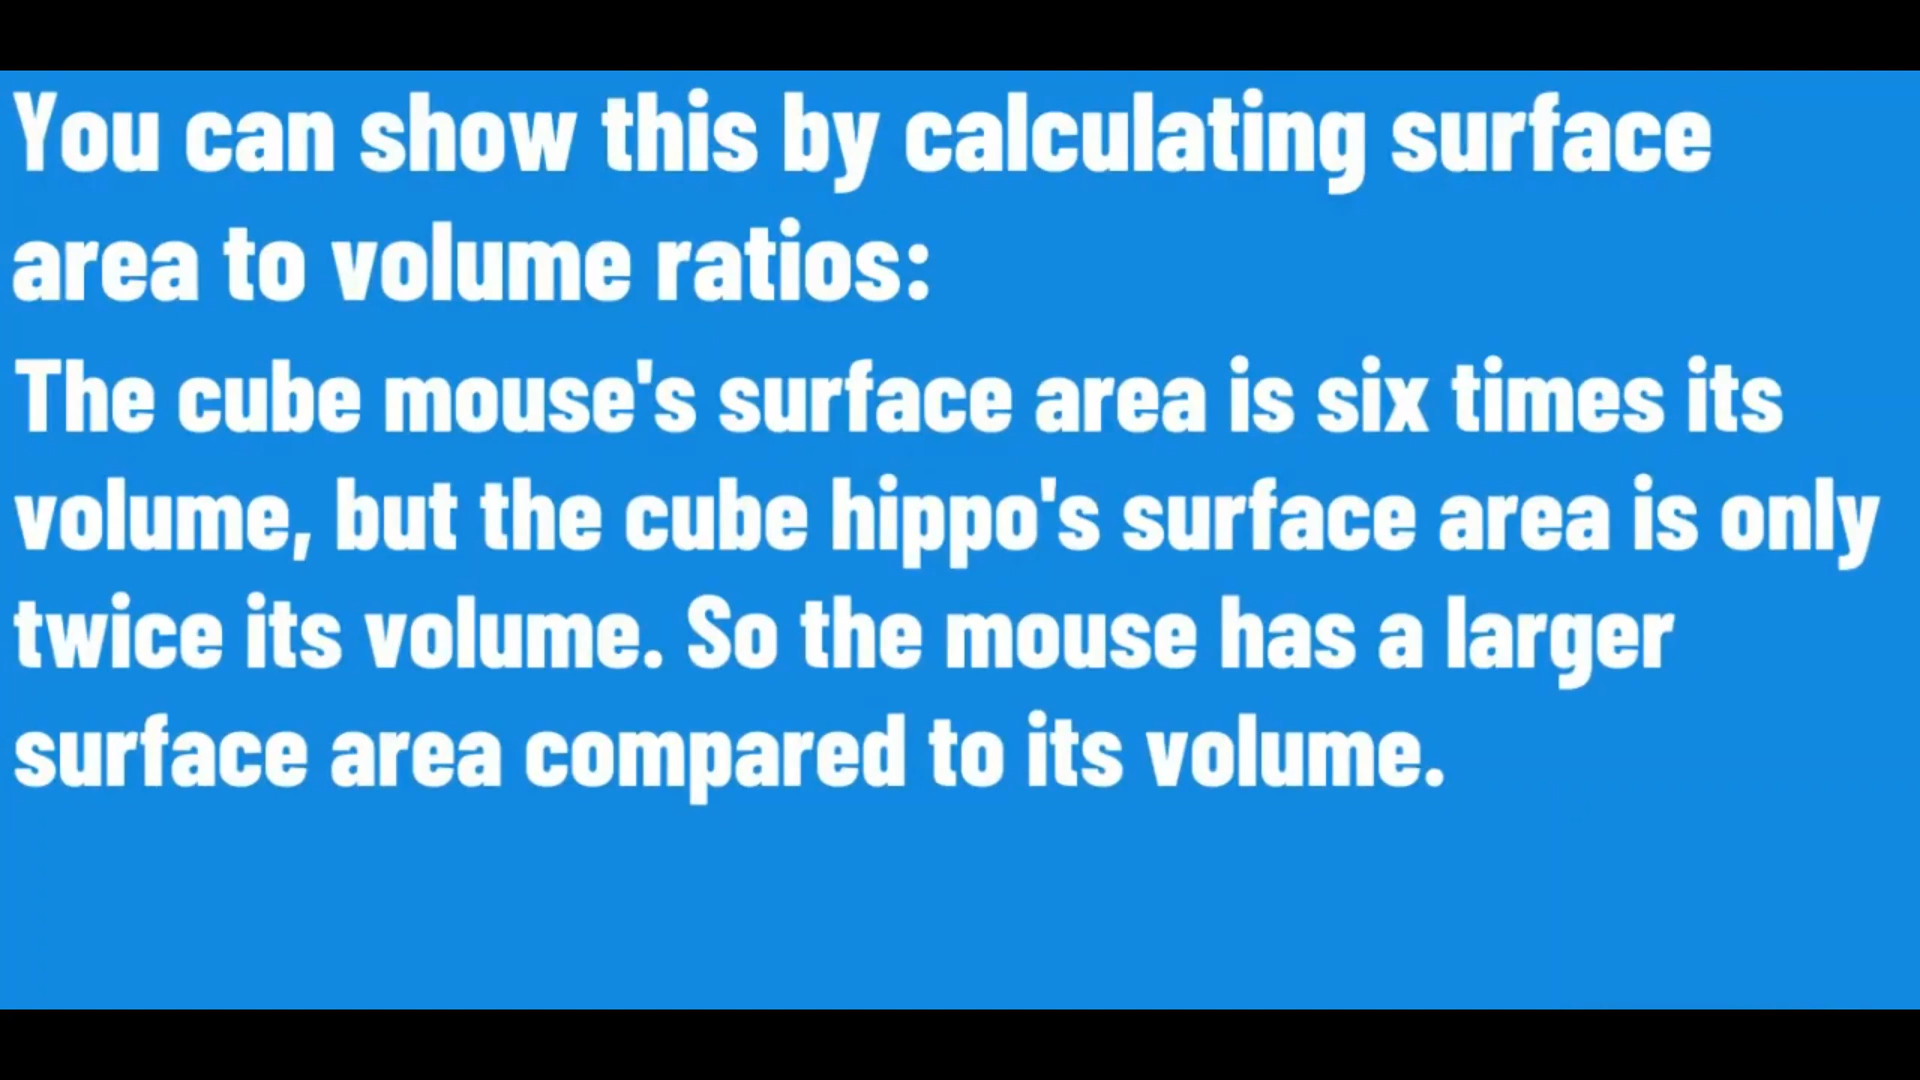 You can show this by calculating surface
area to volume ratios:
The cube mouse's surface area is six times its
volume, but the cube hippo's surface area is only
twice its volume. So the mouse has a larger
surface area compared to its volume.